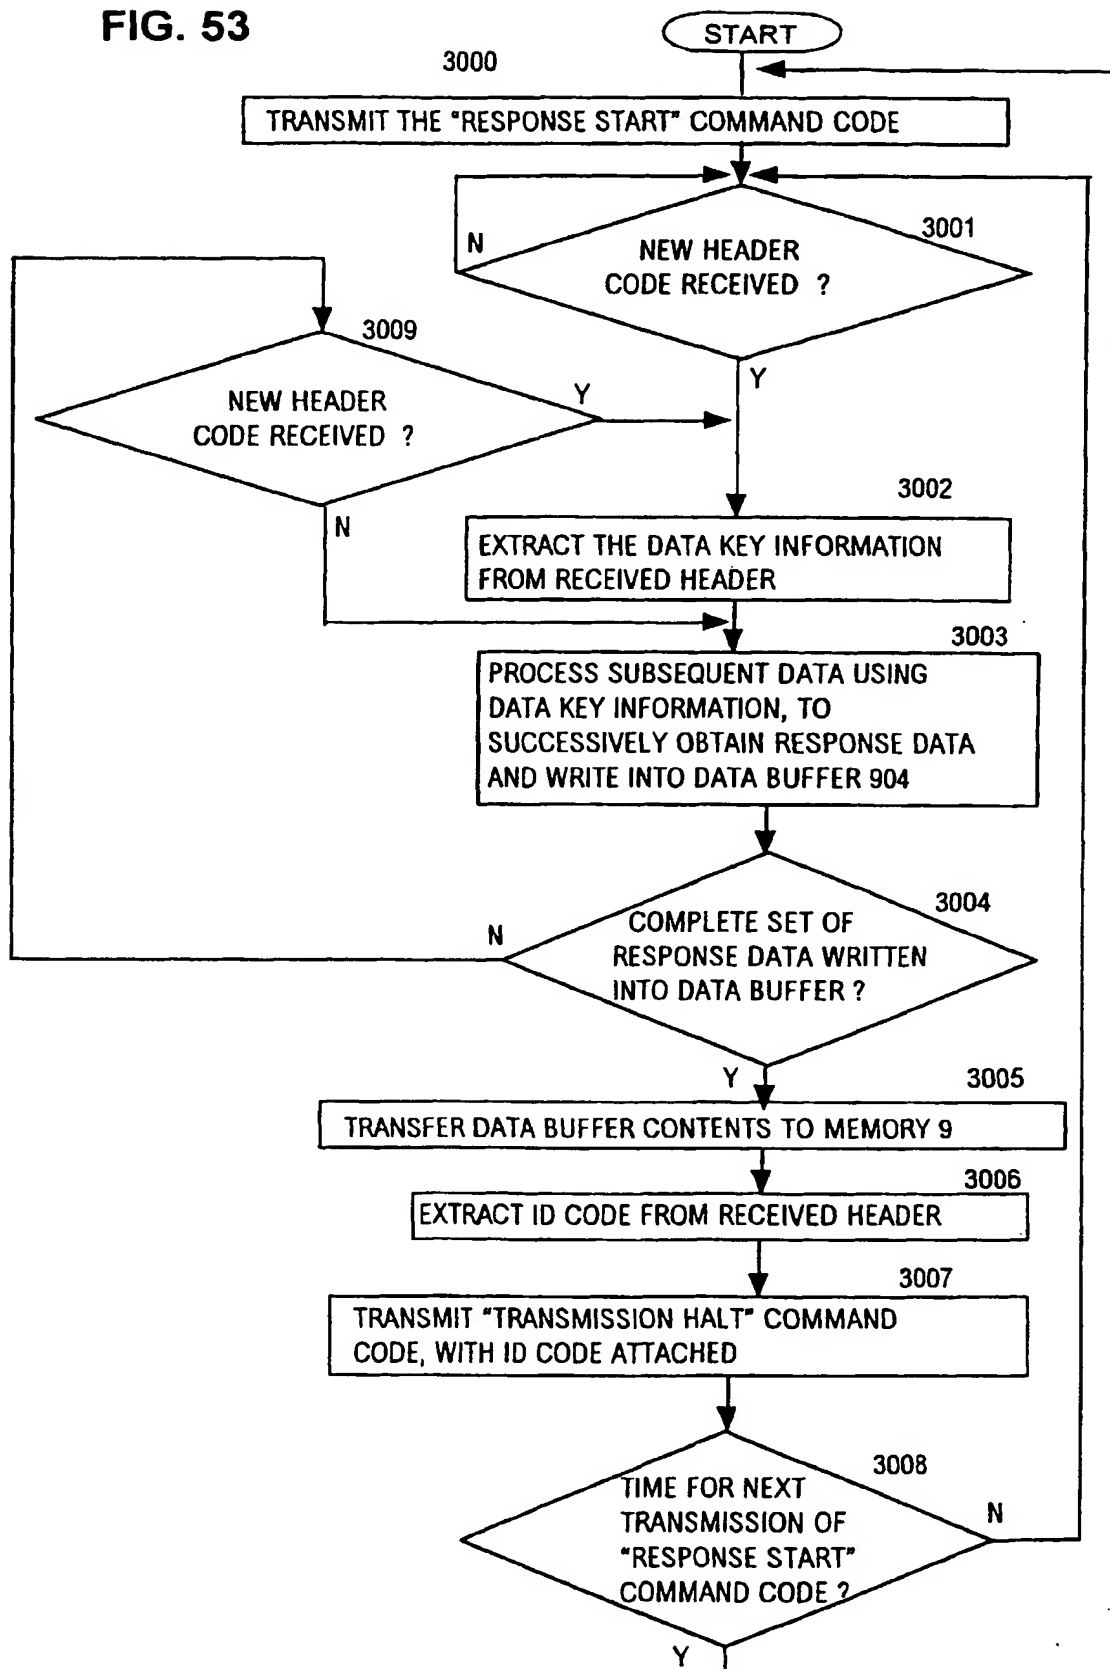 FIG. 53
START
3000
TRANSMIT THE "RESPONSE START" COMMAND CODE
3001
N
NEW HEADER
CODE RECEIVED ?
Y
3009
NEW HEADER
CODE RECEIVED ?
Y
N
3002
EXTRACT THE DATA KEY INFORMATION
FROM RECEIVED HEADER
3003
PROCESS SUBSEQUENT DATA USING
DATA KEY INFORMATION, TO
SUCCESSIVELY OBTAIN RESPONSE DATA
AND WRITE INTO DATA BUFFER 904
3004
N
COMPLETE SET OF
RESPONSE DATA WRITTEN
INTO DATA BUFFER ?
Y
3005
TRANSFER DATA BUFFER CONTENTS TO MEMORY 9
3006
EXTRACT ID CODE FROM RECEIVED HEADER
3007
TRANSMIT "TRANSMISSION HALT" COMMAND
CODE, WITH ID CODE ATTACHED
3008
TIME FOR NEXT
TRANSMISSION OF
"RESPONSE START"
COMMAND CODE ?
N
Y